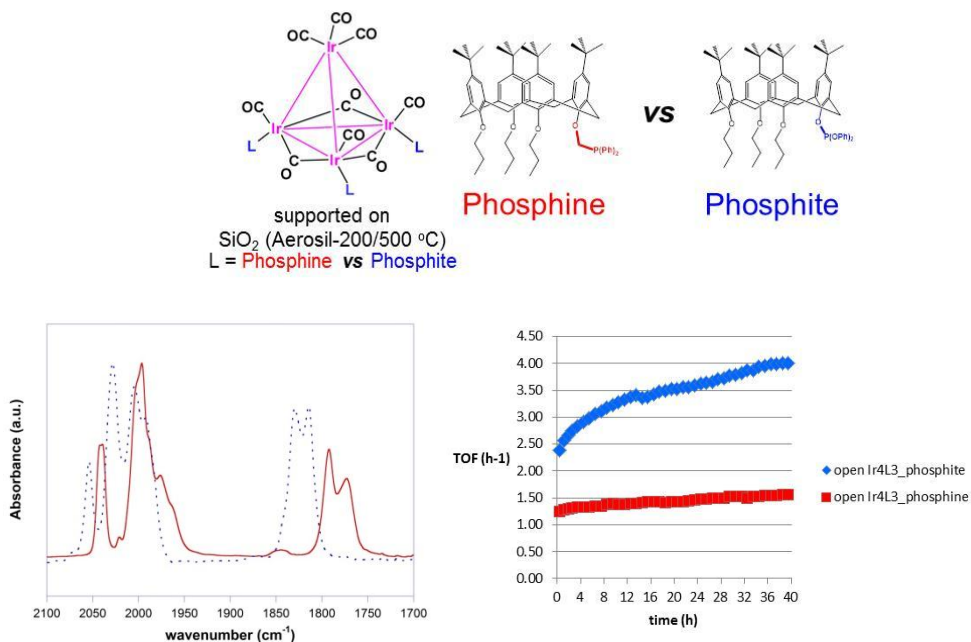 CO
OC
CO
Ir
O
C
OC
CO
Ir
Ir
CO
L
L
C
O
Ir
C
O
L
supported on
SiO₂ (Aerosil-200/500 ºC)
L = Phosphine vs Phosphite
O
O
O
O
P(Ph)₂
Phosphine
vs
O
O
O
O
P(OPh)₂
Phosphite
Absorbance (a.u.)
2100 2050 2000 1950 1900 1850 1800 1750 1700
wavenumber (cm⁻¹)
TOF (h-1)
4.50
4.00
3.50
3.00
2.50
2.00
1.50
1.00
0.50
0.00
0 4 8 12 16 20 24 28 32 36 40
time (h)
open Ir4L3_phosphite
open Ir4L3_phosphine